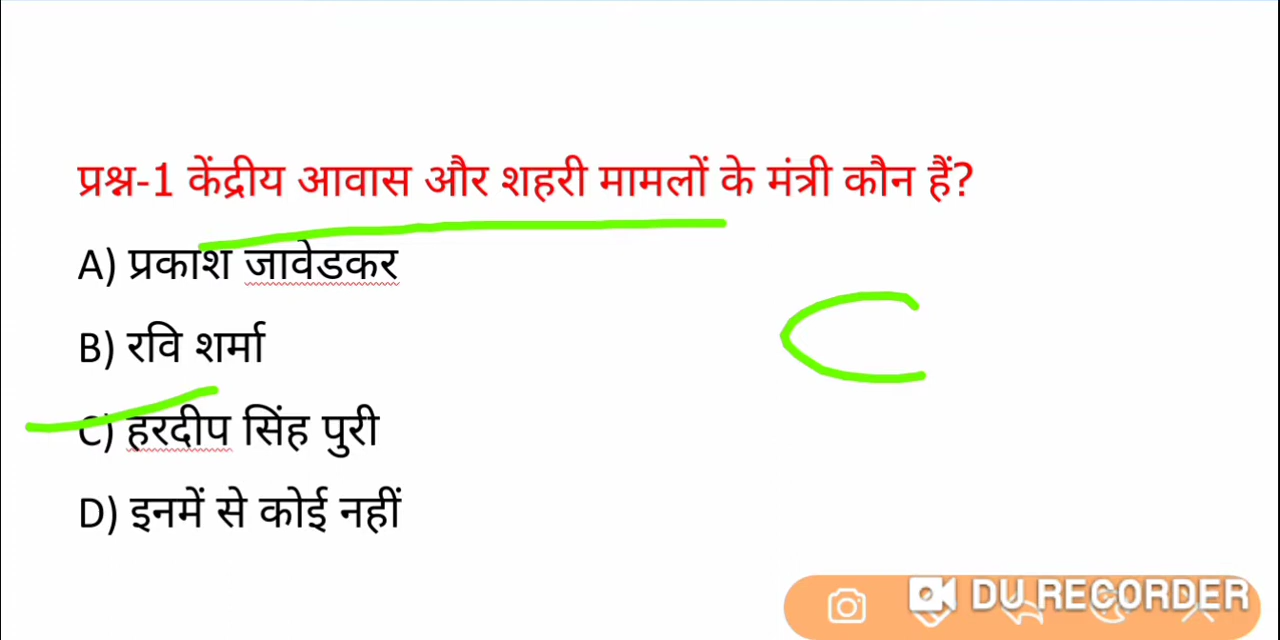 प्रश्न-1 केंद्रीय आवास और शहरी मामलों के मंत्री कौन हैं?
A) प्रकाश जावेडकर
B) रवि शर्मा
C
C) हरदीप सिंह पुरी
D) इनमें से कोई नहीं
DU RECORDER